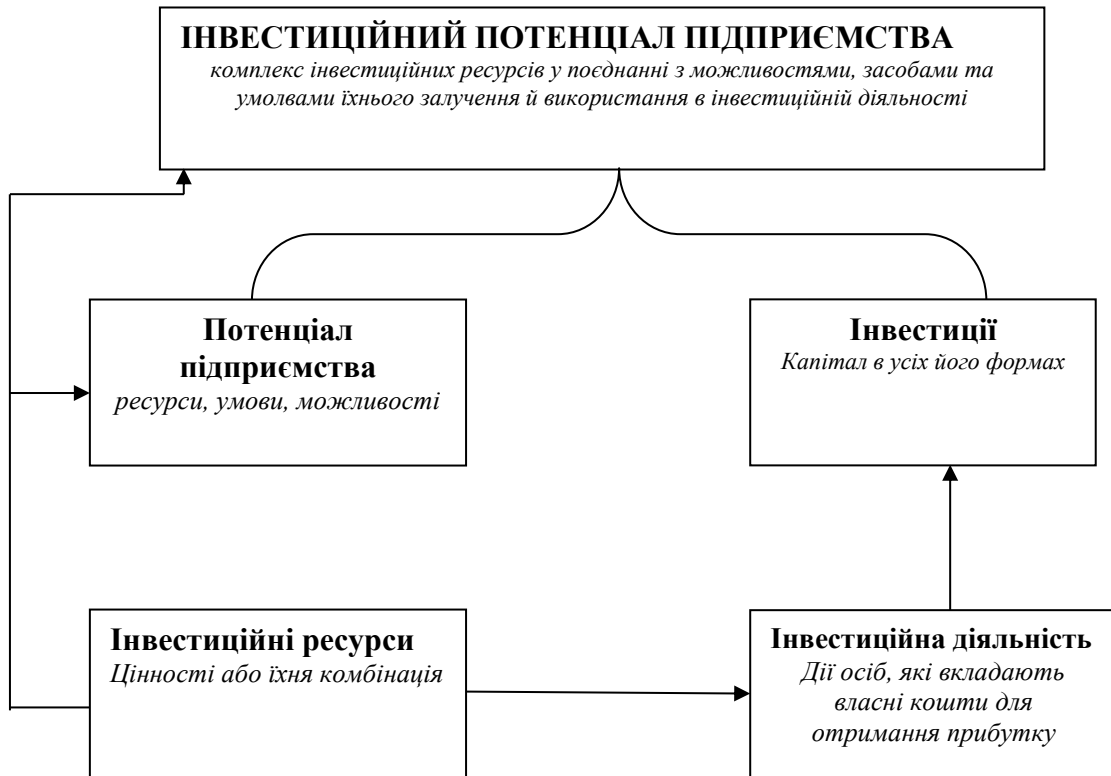 ІНВЕСТИЦІЙНИЙ ПОТЕНЦІАЛ ПІДПРИЄМСТВА
комплекс інвестиційних ресурсів у поєднанні з можливостями, засобами та
умолвами їхнього залучення й використання в інвестиційній діяльності
Потенціал
підприємства
ресурси, умови, можливості
Інвестиції
Капітал в усіх його формах
Інвестиційні ресурси
Цінності або їхня комбінація
Інвестиційна діяльність
Дії осіб, які вкладають
власні кошти для
отримання прибутку